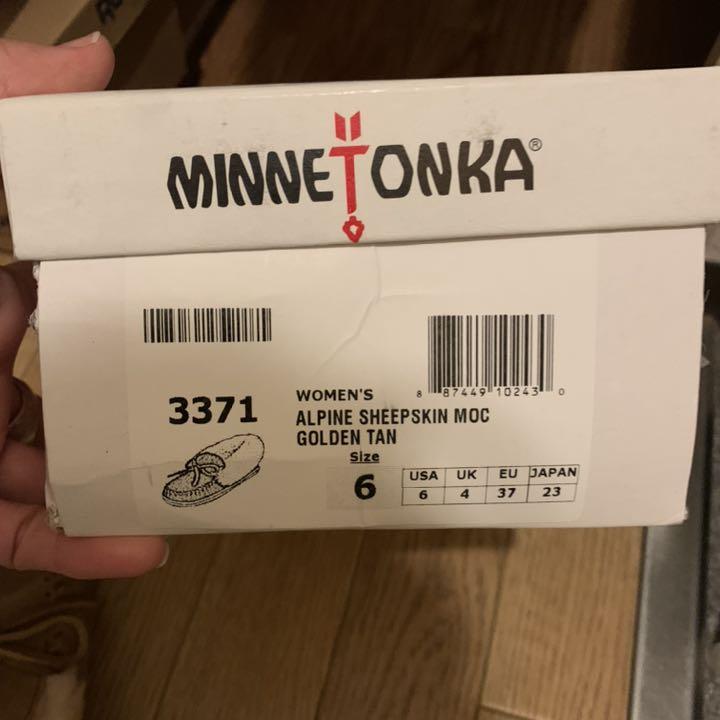 MINNETONKA®
8 87449 10243 0
3371
WOMEN'S
ALPINE SHEEPSKIN MOC
GOLDEN TAN
Size
6
USA UK EU JAPAN
6 4 37 23